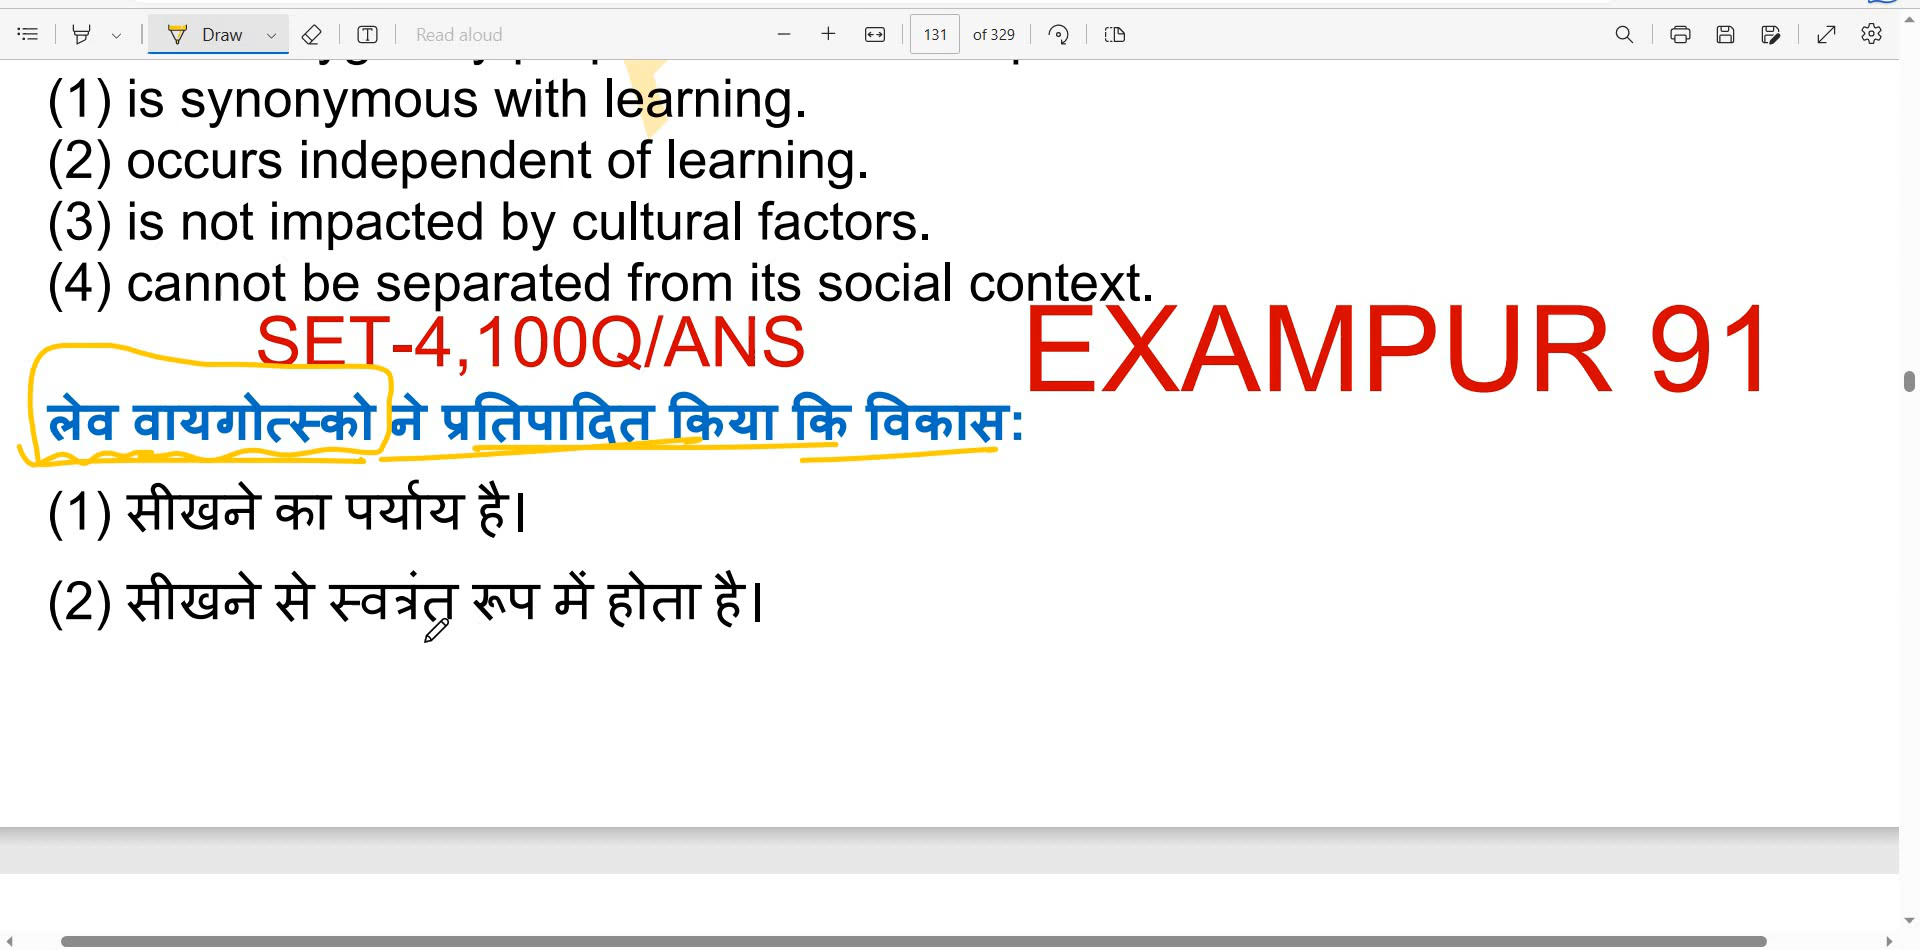 Draw
Read aloud
131 of 329
(1) is synonymous with learning.
(2) occurs independent of learning.
(3) is not impacted by cultural factors.
(4) cannot be separated from its social context.
SET-4,100Q/ANS
EXAMPUR 91
लेव वायगोत्स्को ने प्रतिपादित किया कि विकास:
(1) सीखने का पर्याय है।
(2) सीखने से स्वत्रंत रूप में होता है।